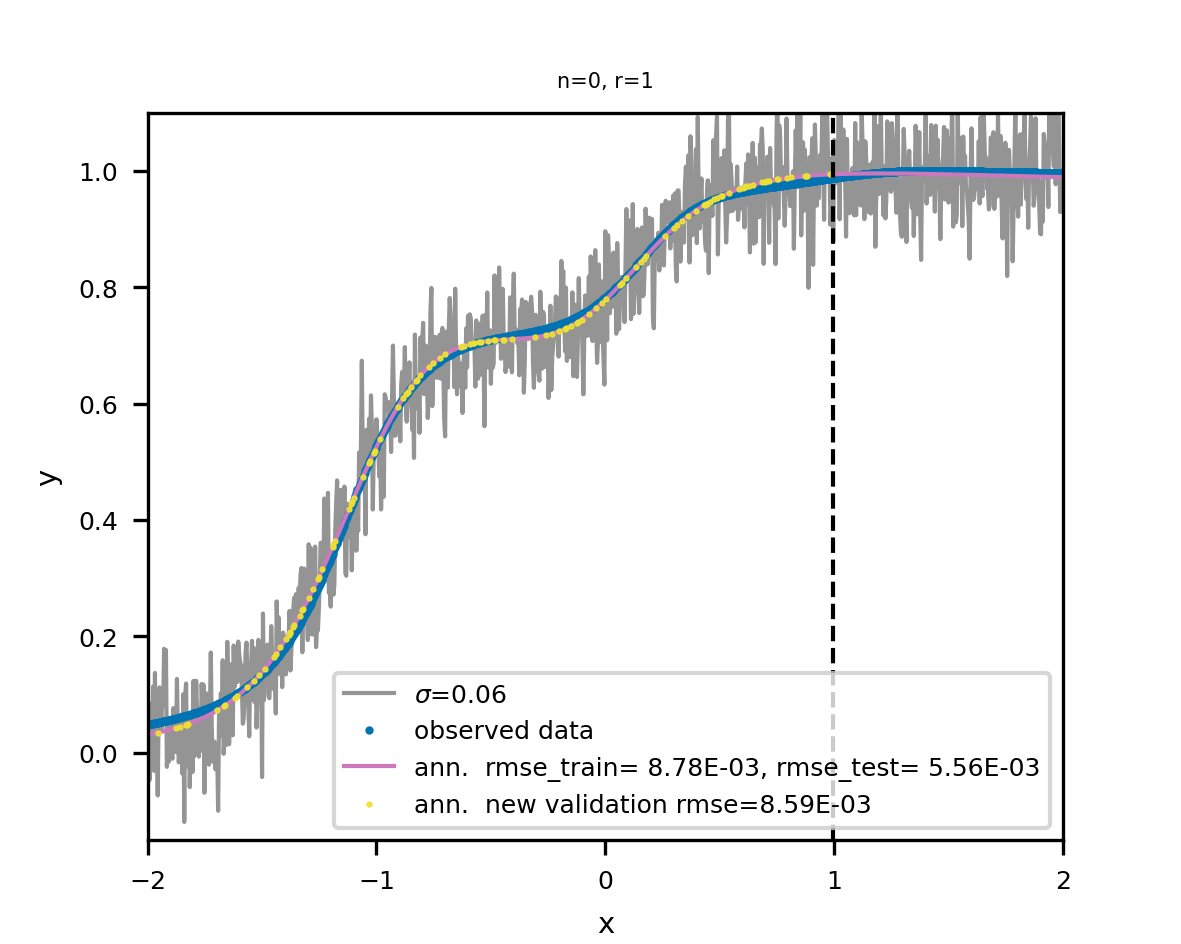 n=0, r=1
1.0
0.8
0.6
0.4
0.2
0.0
y
σ=0.06
observed data
ann.  rmse_train= 8.78E-03, rmse_test= 5.56E-03
ann.  new validation rmse=8.59E-03
−2
−1
0
1
2
x